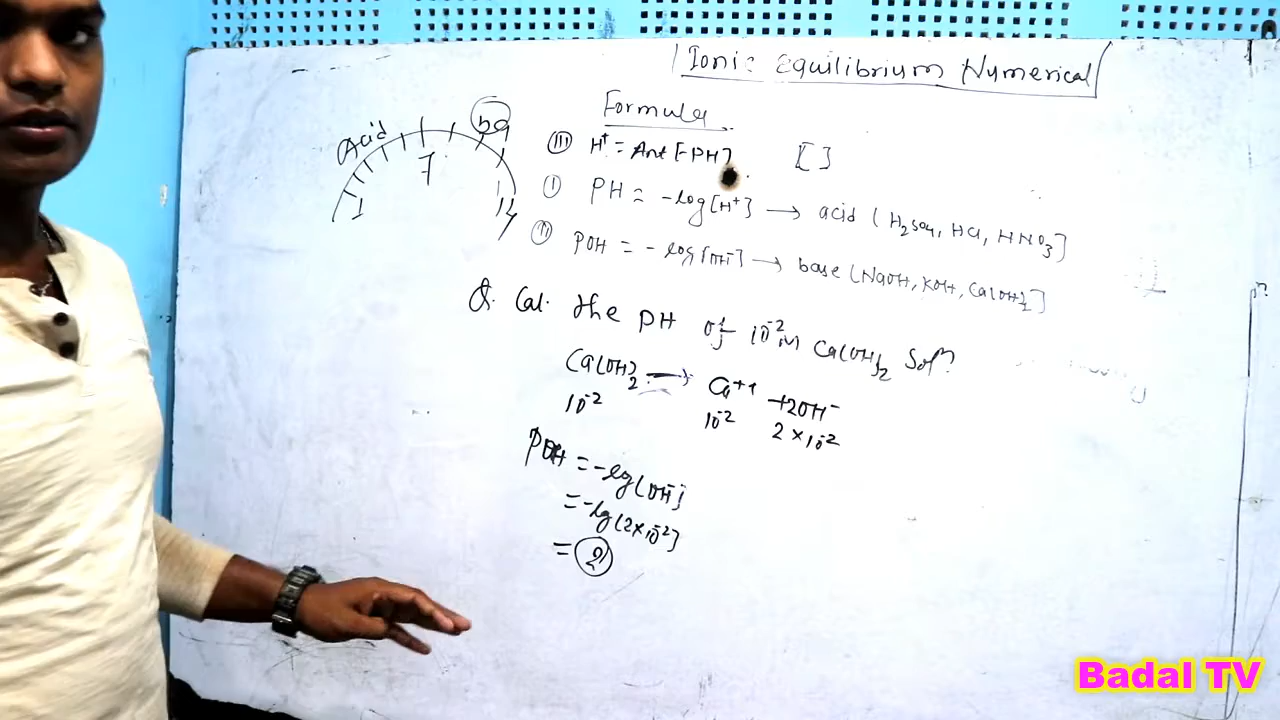 Ionic Equilibrium Numerical
Formula
Acid
7
1
14
(III) H⁺ = Ant [-PH] [ ]
(I) PH = -log[H⁺] → acid (H₂SO₄, HCl, HNO₃]
(II) POH = -log[OH⁻] → base (NaOH, KOH, Ca(OH)₂]
Q. Cal. the PH of 10⁻²M Ca(OH)₂ Solⁿ?
Ca(OH)₂ → Ca⁺⁺ + 2OH⁻
10⁻² 10⁻² 2×10⁻²
POH = -log(OH⁻]
= -log(2×10⁻²]
=
Badal TV